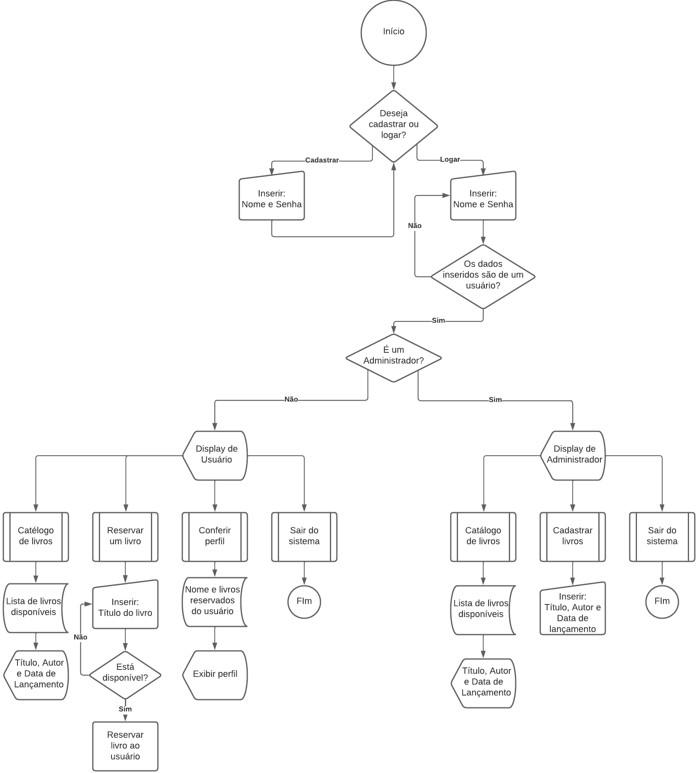 Início
Deseja
cadastrar ou
logar?
Cadastrar
Logar
Inserir:
Nome e Senha
Inserir:
Nome e Senha
Não
Os dados
inseridos são de um
usuário?
Sim
É um
Administrador?
Não
Sim
Display de
Usuário
Display de
Administrador
Catélogo
de livros
Reservar
um livro
Conferir
perfil
Sair do
sistema
Catálogo
de livros
Cadastrar
livros
Sair do
sistema
Lista de livros
disponíveis
Inserir:
Título do livro
Nome e livros
reservados
do usuário
FIm
Lista de livros
disponíveis
Inserir:
Título, Autor e
Data de
lançamento
FIm
Não
Título, Autor
e Data de
Lançamento
Está
disponível?
Exibir perfil
Título, Autor
e Data de
Lançamento
Sim
Reservar
livro ao
usuário